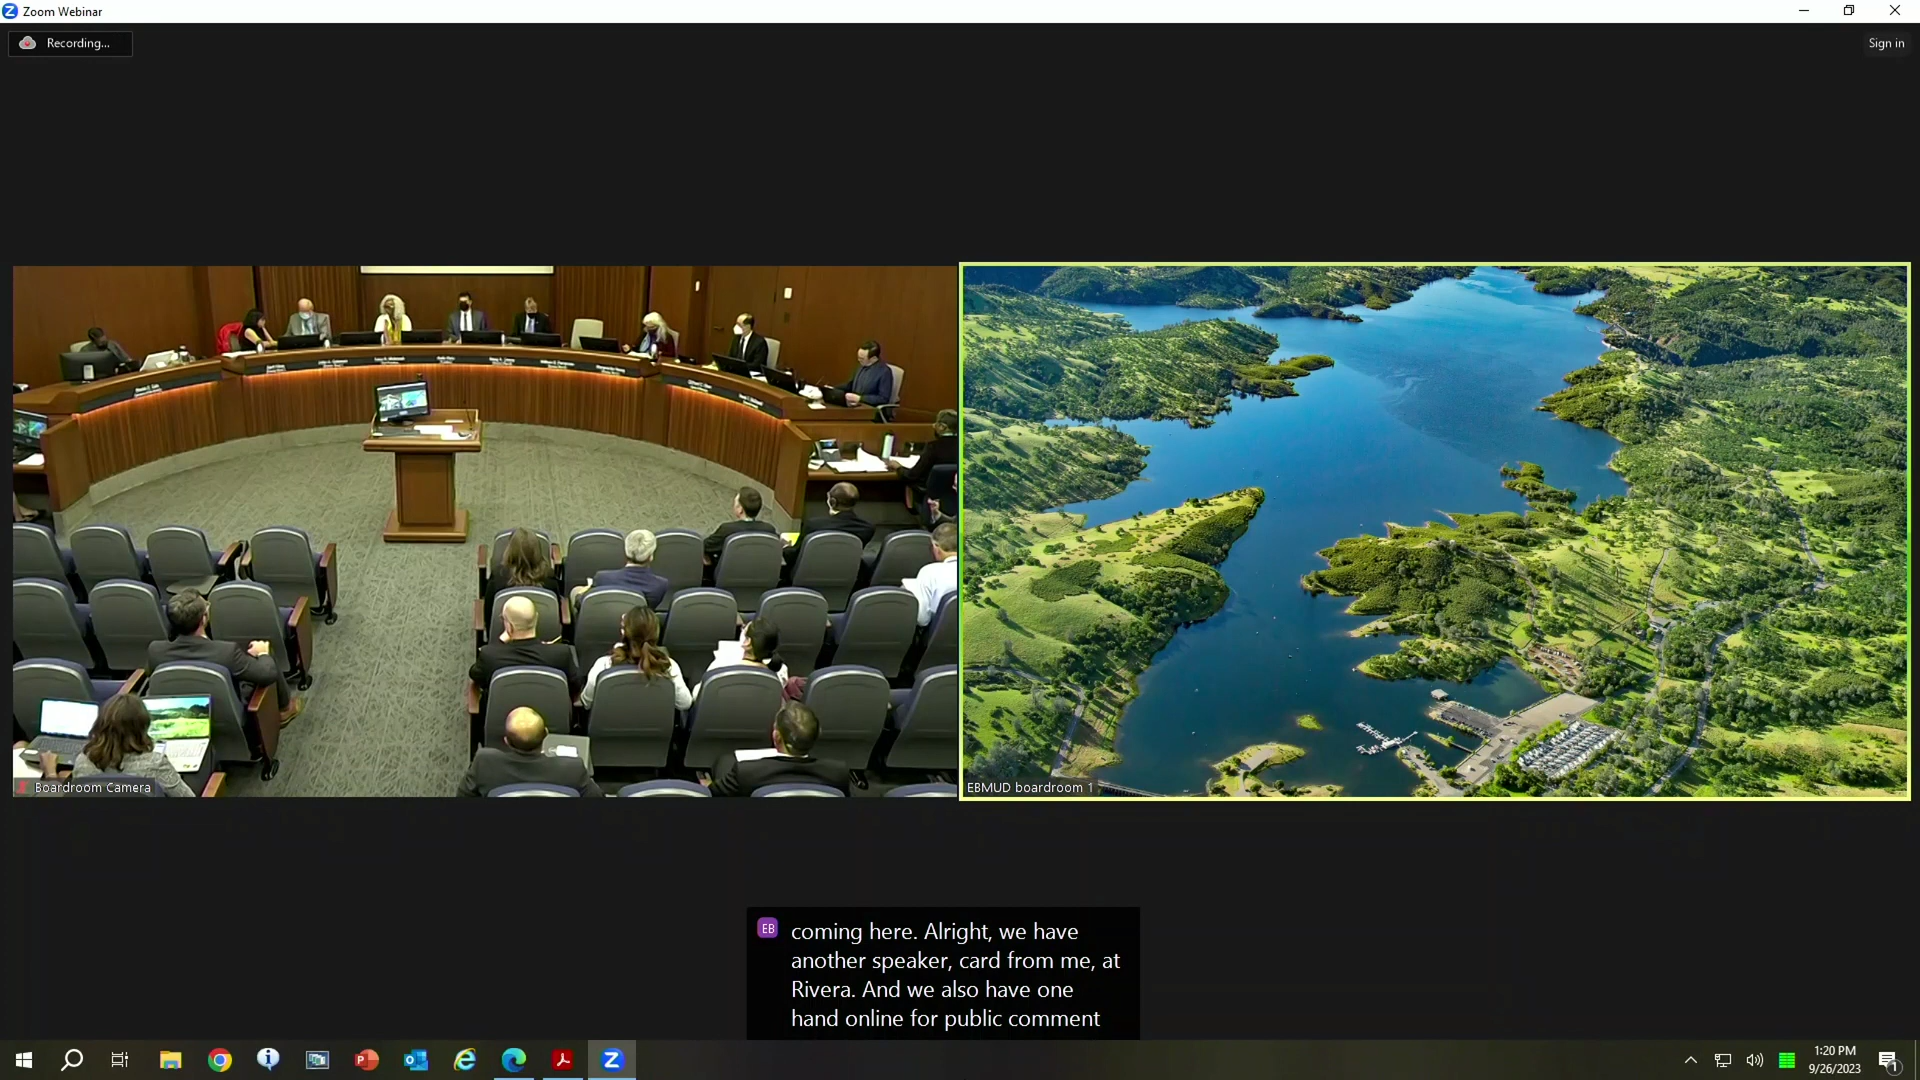 Zoom Webinar
Recording...
Sign in
Boardroom Camera
EBMUD boardroom 1
EB
coming here. Alright, we have
another speaker, card from me, at
Rivera. And we also have one
hand online for public comment
1:20 PM
9/26/2023
1